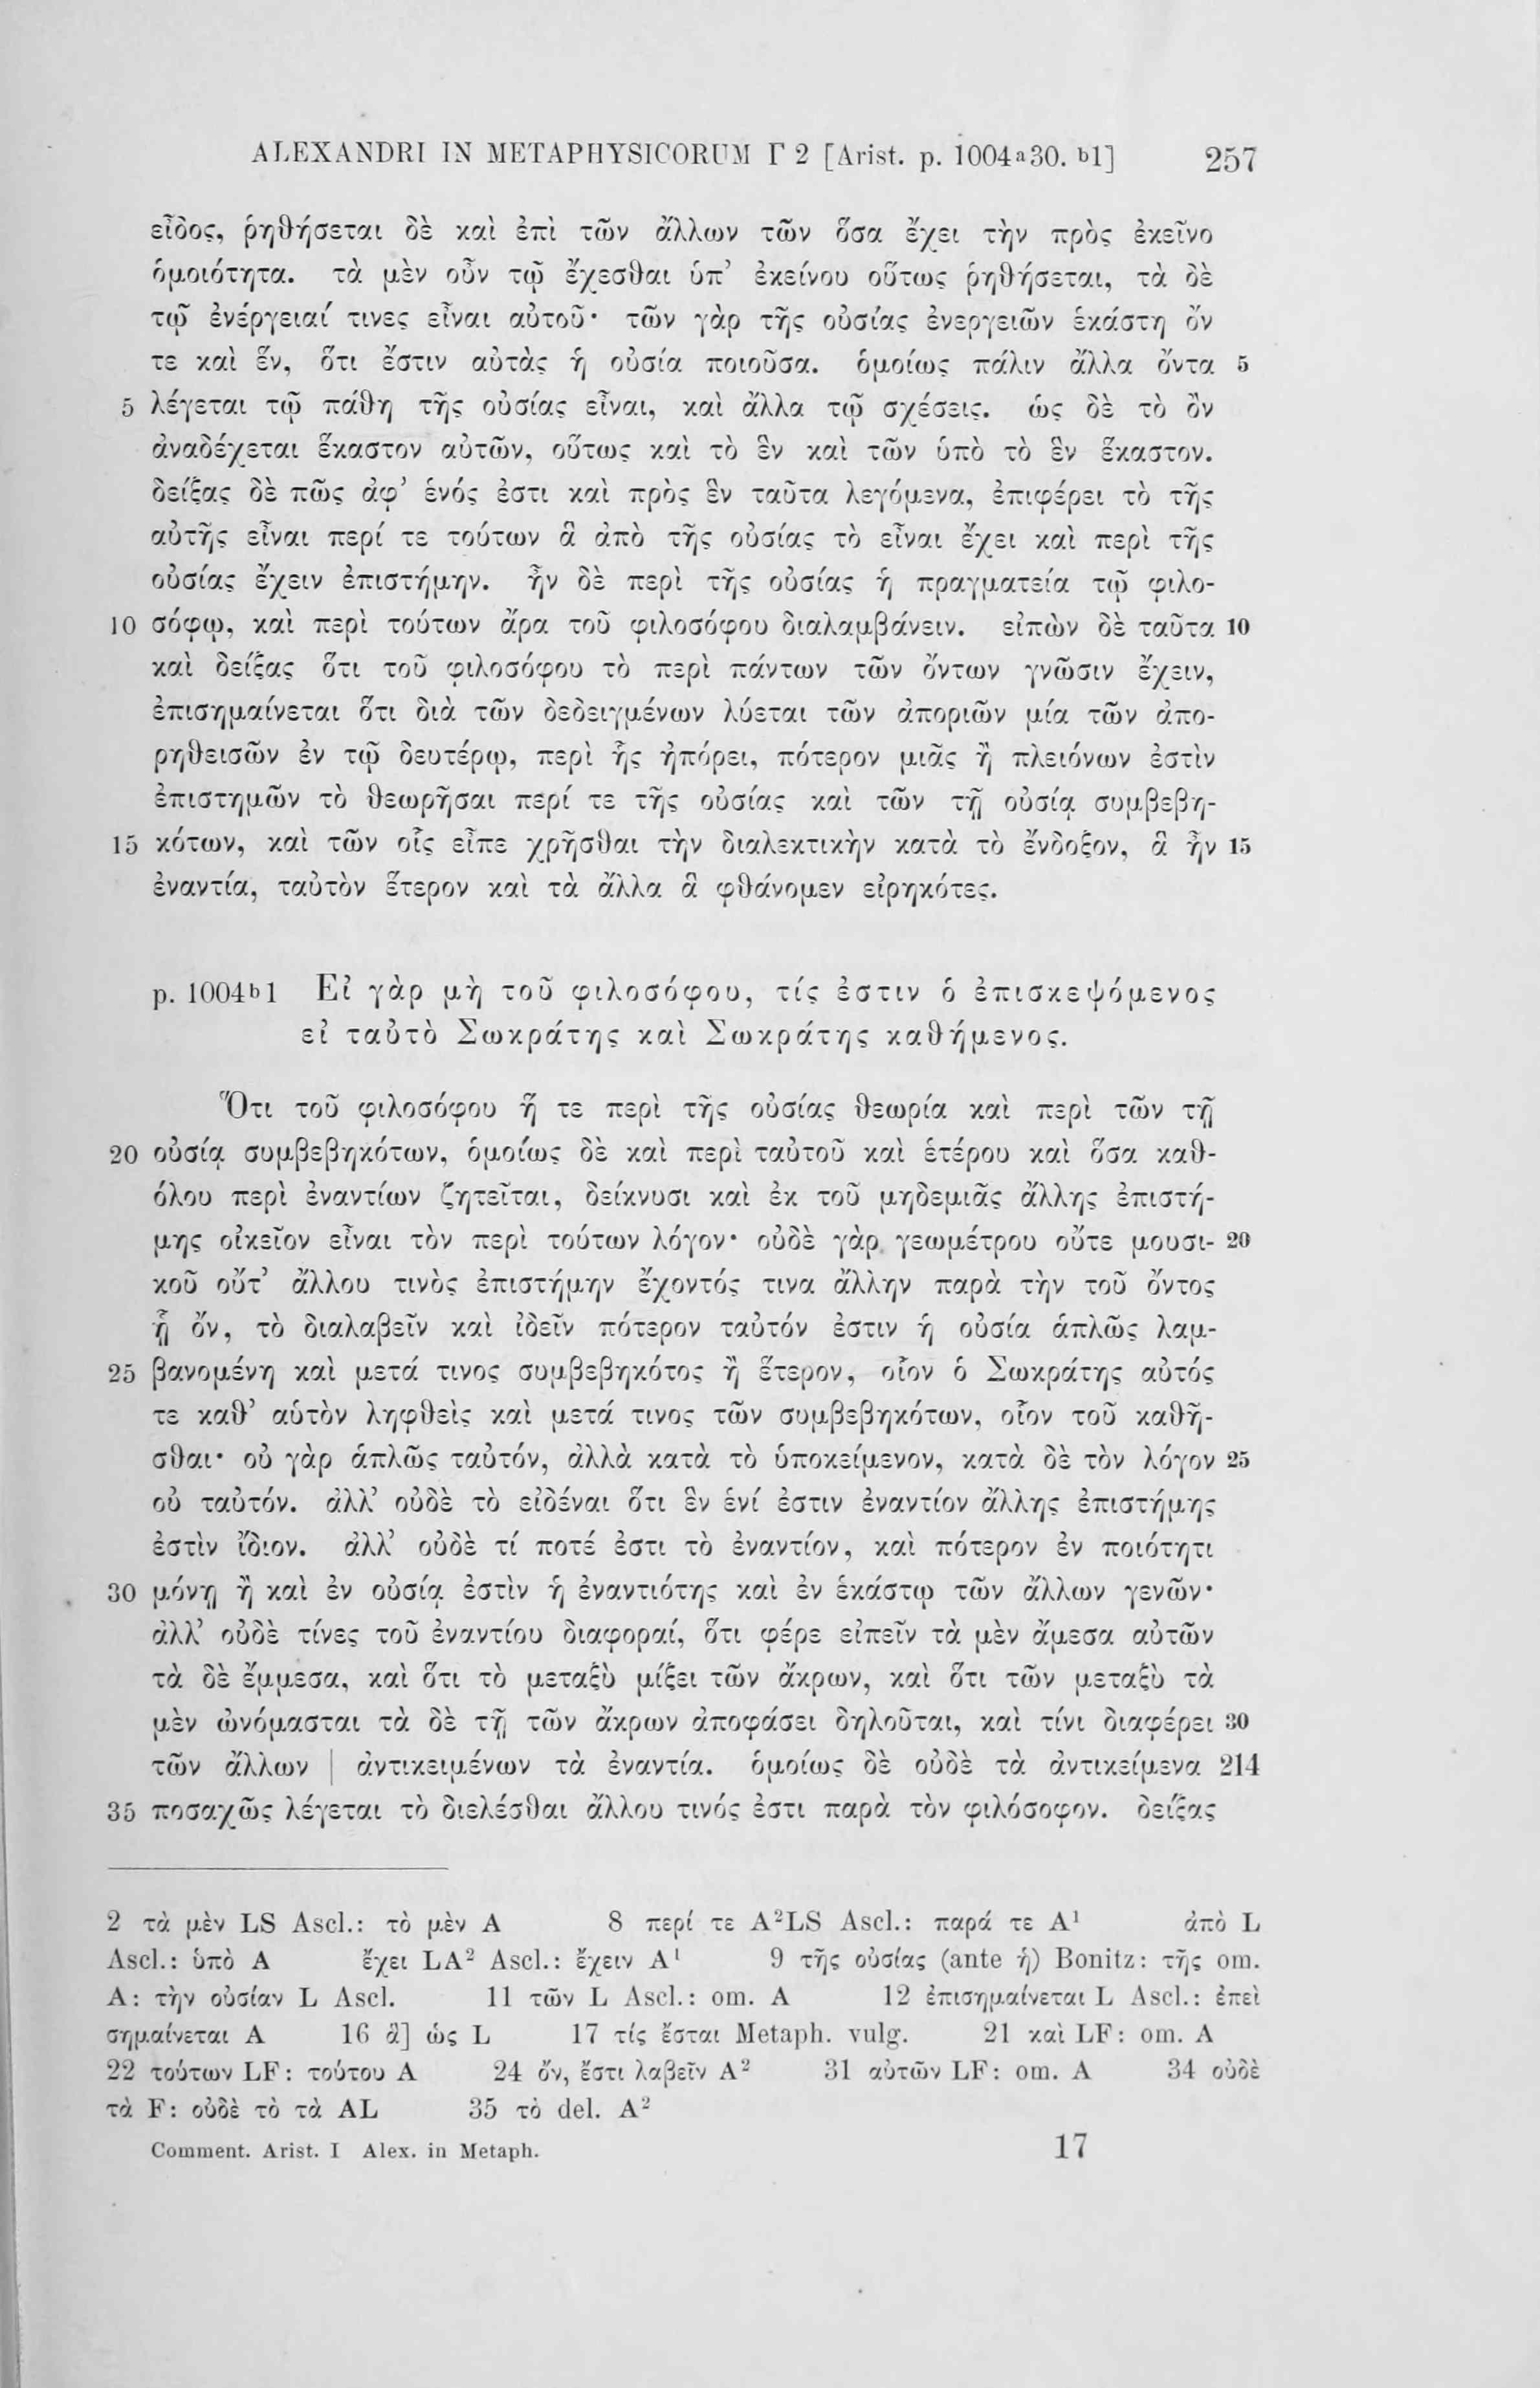 ALEXANDRI IN METAPHYSICORUM Γ 2 [Arist. p. 1004a30. b1] 257
εἶδος, ῥηθήσεται δὲ καὶ ἐπὶ τῶν ἄλλων τῶν ὅσα ἔχει τὴν πρὸς ἐκεῖνο
ὁμοιότητα. τὰ μὲν οὖν τῷ ἔχεσθαι ὑπ’ ἐκείνου οὕτως ῥηθήσεται, τὰ δὲ
τῷ ἐνέργειαί τινες εἶναι αὐτοῦ· τῶν γὰρ τῆς οὐσίας ἐνεργειῶν ἑκάστη ὄν
τε καὶ ἕν, ὅτι ἔστιν αὐτὰς ἡ οὐσία ποιοῦσα. ὁμοίως πάλιν ἄλλα ὄντα 5
5 λέγεται τῷ πάθη τῆς οὐσίας εἶναι, καὶ ἄλλα τῷ σχέσεις. ὡς δὲ τὸ ὂν
ἀναδέχεται ἕκαστον αὐτῶν, οὕτως καὶ τὸ ἓν καὶ τῶν ὑπὸ τὸ ἓν ἕκαστον.
δείξας δὲ πῶς ἀφ’ ἑνός ἐστι καὶ πρὸς ἓν ταῦτα λεγόμενα, ἐπιφέρει τὸ τῆς
αὐτῆς εἶναι περί τε τούτων ἃ ἀπὸ τῆς οὐσίας τὸ εἶναι ἔχει καὶ περὶ τῆς
οὐσίας ἔχειν ἐπιστήμην. ἦν δὲ περὶ τῆς οὐσίας ἡ πραγματεία τῷ φιλο-
10 σόφῳ, καὶ περὶ τούτων ἄρα τοῦ φιλοσόφου διαλαμβάνειν. εἰπὼν δὲ ταῦτα 10
καὶ δείξας ὅτι τοῦ φιλοσόφου τὸ περὶ πάντων τῶν ὄντων γνῶσιν ἔχειν,
ἐπισημαίνεται ὅτι διὰ τῶν δεδειγμένων λύεται τῶν ἀποριῶν μία τῶν ἀπο-
ρηθεισῶν ἐν τῷ δευτέρῳ, περὶ ἧς ἠπόρει, πότερον μιᾶς ἢ πλειόνων ἐστὶν
ἐπιστημῶν τὸ θεωρῆσαι περί τε τῆς οὐσίας καὶ τῶν τῇ οὐσίᾳ συμβεβη-
15 κότων, καὶ τῶν οἷς εἶπε χρῆσθαι τὴν διαλεκτικὴν κατὰ τὸ ἔνδοξον, ἃ ἦν 15
ἐναντία, ταὐτὸν ἕτερον καὶ τὰ ἄλλα ἃ φθάνομεν εἰρηκότες.
p. 1004b1 Εἰ γὰρ μὴ τοῦ φιλοσόφου, τίς ἐστιν ὁ ἐπισκεψόμενος
εἰ ταὐτὸ Σωκράτης καὶ Σωκράτης καθήμενος.
Ὅτι τοῦ φιλοσόφου ἥ τε περὶ τῆς οὐσίας θεωρία καὶ περὶ τῶν τῇ
20 οὐσίᾳ συμβεβηκότων, ὁμοίως δὲ καὶ περὶ ταὐτοῦ καὶ ἑτέρου καὶ ὅσα καθ-
όλου περὶ ἐναντίων ζητεῖται, δείκνυσι καὶ ἐκ τοῦ μηδεμιᾶς ἄλλης ἐπιστή-
μης οἰκεῖον εἶναι τὸν περὶ τούτων λόγον· οὐδὲ γὰρ γεωμέτρου οὔτε μουσι- 20
κοῦ οὔτ’ ἄλλου τινὸς ἐπιστήμην ἔχοντός τινα ἄλλην παρὰ τὴν τοῦ ὄντος
ᾗ ὄν, τὸ διαλαβεῖν καὶ ἰδεῖν πότερον ταὐτόν ἐστιν ἡ οὐσία ἁπλῶς λαμ-
25 βανομένη καὶ μετά τινος συμβεβηκότος ἢ ἕτερον, οἷον ὁ Σωκράτης αὐτός
τε καθ’ αὑτὸν ληφθεὶς καὶ μετά τινος τῶν συμβεβηκότων, οἷον τοῦ καθῆ-
σθαι· οὐ γὰρ ἁπλῶς ταὐτόν, ἀλλὰ κατὰ τὸ ὑποκείμενον, κατὰ δὲ τὸν λόγον 25
οὐ ταὐτόν. ἀλλ’ οὐδὲ τὸ εἰδέναι ὅτι ἓν ἑνί ἐστιν ἐναντίον ἄλλης ἐπιστήμης
ἐστὶν ἴδιον. ἀλλ’ οὐδὲ τί ποτέ ἐστι τὸ ἐναντίον, καὶ πότερον ἐν ποιότητι
30 μόνῃ ἢ καὶ ἐν οὐσίᾳ ἐστὶν ἡ ἐναντιότης καὶ ἐν ἑκάστῳ τῶν ἄλλων γενῶν·
ἀλλ’ οὐδὲ τίνες τοῦ ἐναντίου διαφοραί, ὅτι φέρε εἰπεῖν τὰ μὲν ἄμεσα αὐτῶν
τὰ δὲ ἔμμεσα, καὶ ὅτι τὸ μεταξὺ μίξει τῶν ἄκρων, καὶ ὅτι τῶν μεταξὺ τὰ
μὲν ὠνόμασται τὰ δὲ τῇ τῶν ἄκρων ἀποφάσει δηλοῦται, καὶ τίνι διαφέρει 30
τῶν ἄλλων | ἀντικειμένων τὰ ἐναντία. ὁμοίως δὲ οὐδὲ τὰ ἀντικείμενα 214
35 ποσαχῶς λέγεται τὸ διελέσθαι ἄλλου τινός ἐστι παρὰ τὸν φιλόσοφον. δείξας
2 τὰ μὲν LS Ascl.: τὸ μὲν A 8 περί τε A²LS Ascl.: παρά τε A¹ ἀπὸ L
Ascl.: ὑπὸ A ἔχει LA² Ascl.: ἔχειν A¹ 9 τῆς οὐσίας (ante ἡ) Bonitz: τῆς om.
A: τὴν οὐσίαν L Ascl. 11 τῶν L Ascl.: om. A 12 ἐπισημαίνεται L Ascl.: ἐπεὶ
σημαίνεται A 16 ἃ] ὡς L 17 τίς ἔσται Metaph. vulg. 21 καὶ LF: om. A
22 τούτων LF: τούτου A 24 ὄν, ἔστι λαβεῖν A² 31 αὐτῶν LF: om. A 34 οὐδὲ
τὰ F: οὐδὲ τὸ τὰ AL 35 τὸ del. A²
Comment. Arist. I Alex. in Metaph. 17